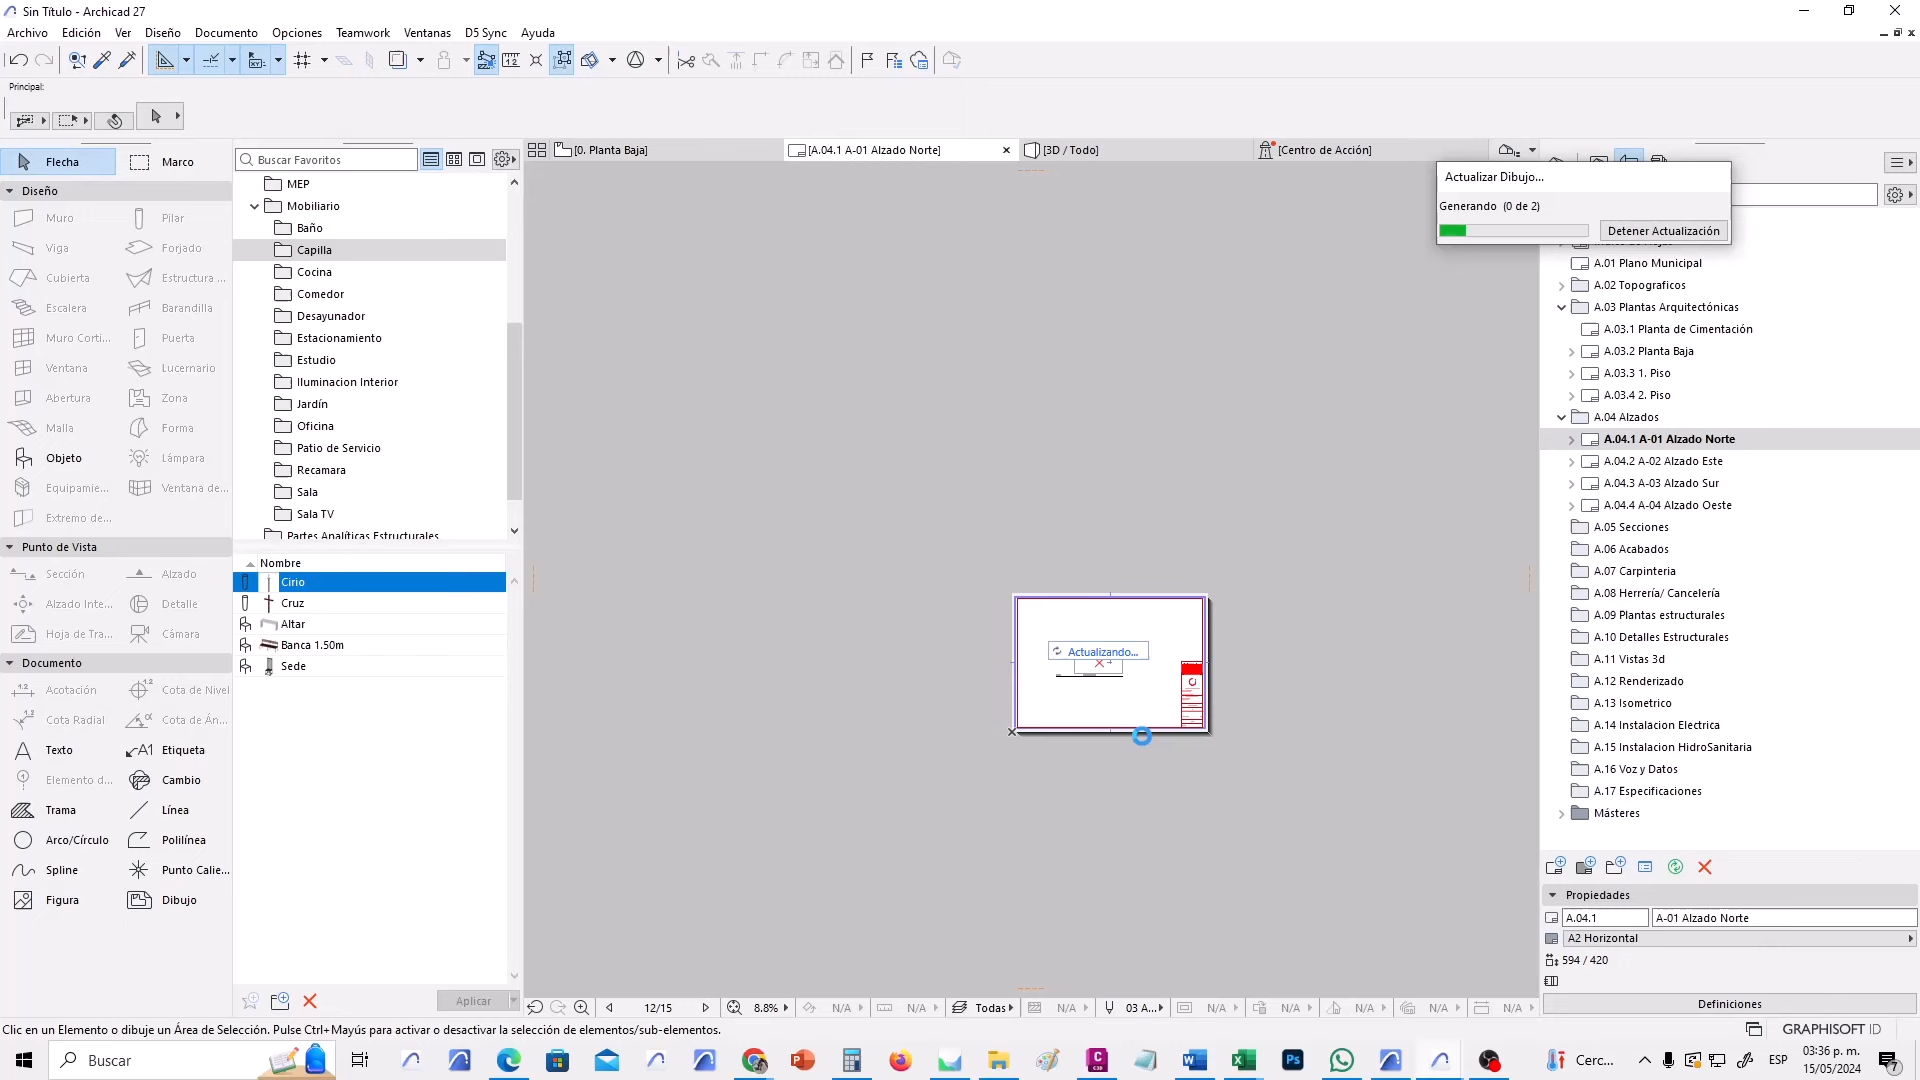 Sin Título - Archicad 27
Archivo Edición Ver Diseño Documento Opciones Teamwork Ventanas D5 Sync Ayuda
Principal:
Flecha Marco
Diseño
Muro Pilar
Viga Forjado
Cubierta Estructura ...
Escalera Barandilla
Muro Corti... Puerta
Ventana Lucernario
Abertura Zona
Malla Forma
Objeto Lámpara
Equipamie... Ventana de...
Extremo de...
Punto de Vista
Sección Alzado
Alzado Inte... Detalle
Hoja de Tra... Cámara
Documento
Acotación Cota de Nivel
Cota Radial Cota de Án...
Texto Etiqueta
Elemento d... Cambio
Trama Línea
Arco/Círculo Polilínea
Spline Punto Calie...
Figura Dibujo
Buscar Favoritos
MEP
Mobiliario
Baño
Capilla
Cocina
Comedor
Desayunador
Estacionamiento
Estudio
Iluminacion Interior
Jardín
Oficina
Patio de Servicio
Recamara
Sala
Sala TV
Partes Analíticas Estructurales
Nombre
Cirio
Cruz
Altar
Banca 1.50m
Sede
Aplicar
[0. Planta Baja] [A.04.1 A-01 Alzado Norte] [3D / Todo] [Centro de Acción]
Actualizando...
Actualizar Dibujo...
Generando (0 de 2)
Detener Actualización
A.01 Plano Municipal
A.02 Topograficos
A.03 Plantas Arquitectónicas
A.03.1 Planta de Cimentación
A.03.2 Planta Baja
A.03.3 1. Piso
A.03.4 2. Piso
A.04 Alzados
A.04.1 A-01 Alzado Norte
A.04.2 A-02 Alzado Este
A.04.3 A-03 Alzado Sur
A.04.4 A-04 Alzado Oeste
A.05 Secciones
A.06 Acabados
A.07 Carpinteria
A.08 Herrería/ Cancelería
A.09 Plantas estructurales
A.10 Detalles Estructurales
A.11 Vistas 3d
A.12 Renderizado
A.13 Isometrico
A.14 Instalacion Electrica
A.15 Instalacion HidroSanitaria
A.16 Voz y Datos
A.17 Especificaciones
Másteres
Propiedades
A.04.1 A-01 Alzado Norte
A2 Horizontal
594 / 420
Definiciones
12/15 8.8% N/A N/A Todas N/A 03 A... N/A N/A N/A N/A N/A
Clic en un Elemento o dibuje un Área de Selección. Pulse Ctrl+Mayús para activar o desactivar la selección de elementos/sub-elementos.
GRAPHISOFT ID
Buscar
Cerc... ESP 03:36 p. m.
15/05/2024
7